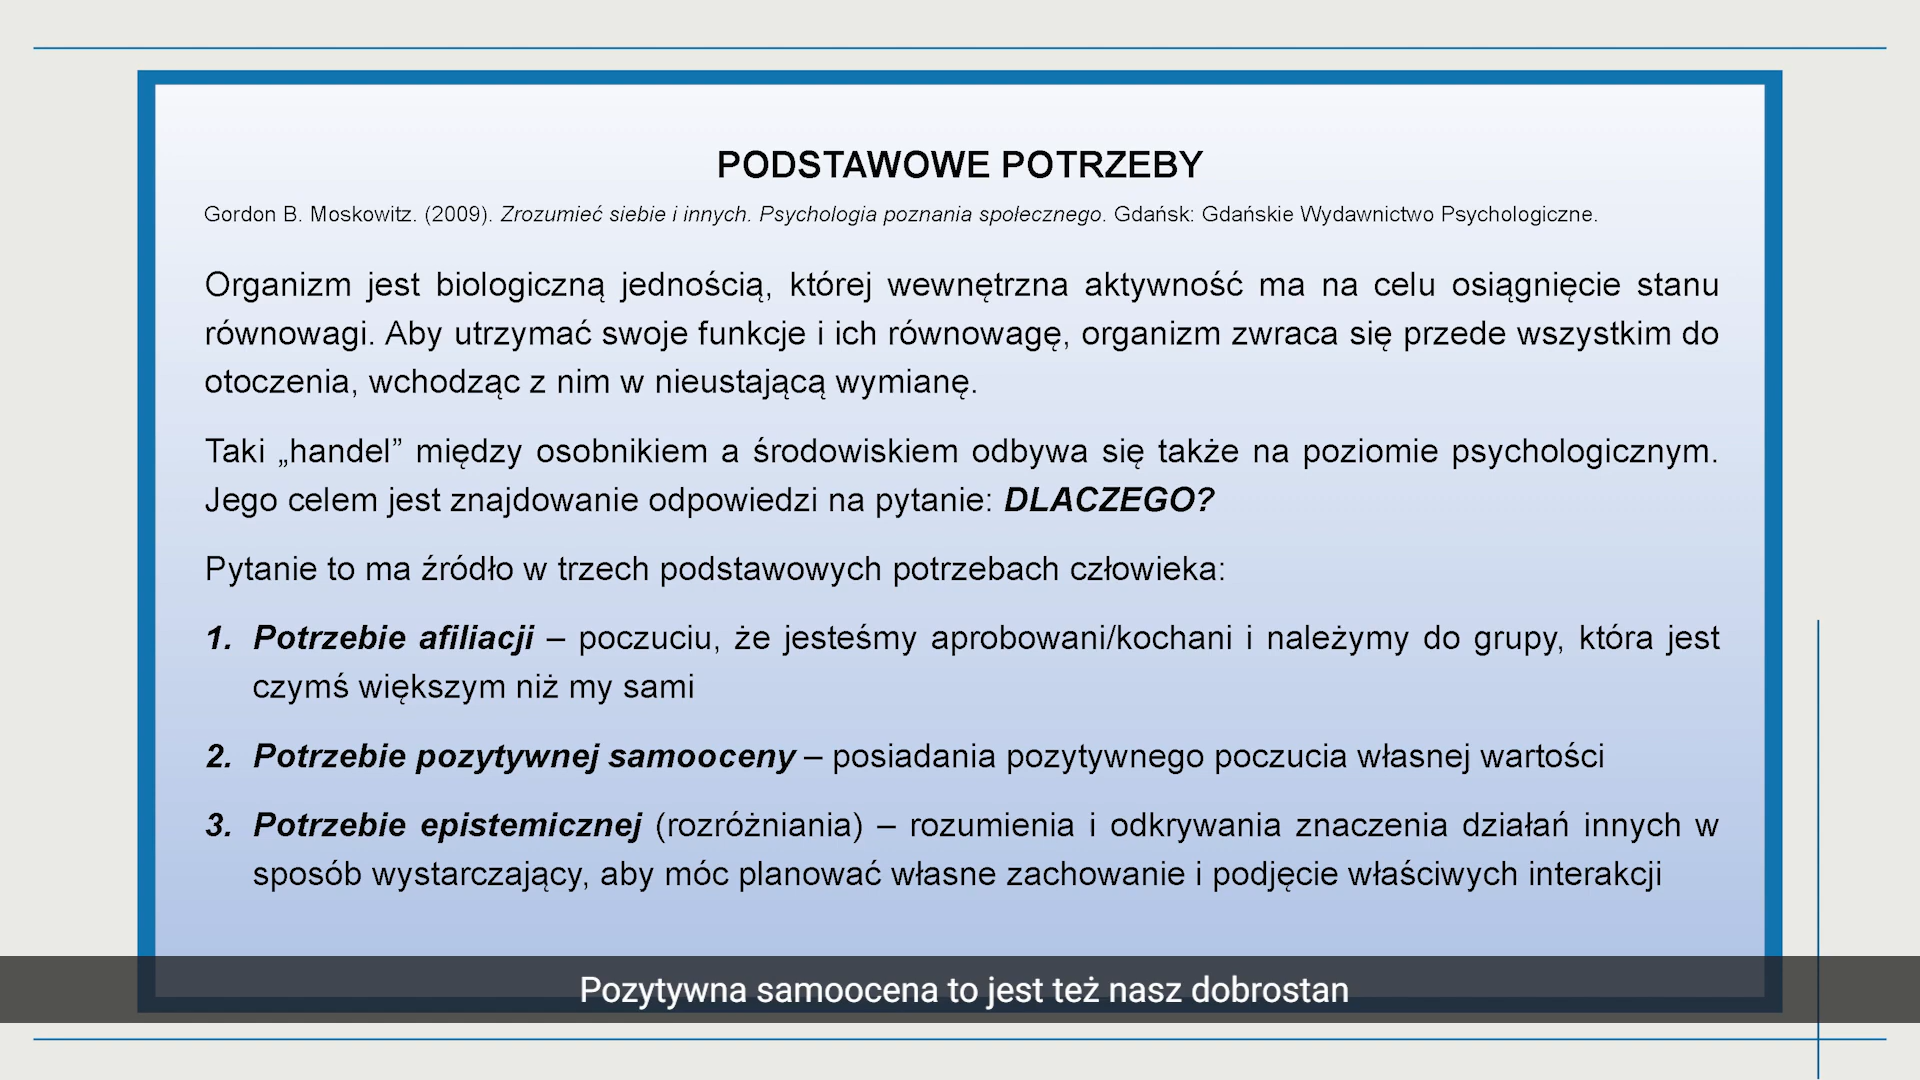 PODSTAWOWE POTRZEBY
Gordon B. Moskowitz. (2009). Zrozumieć siebie i innych. Psychologia poznania społecznego. Gdańsk: Gdańskie Wydawnictwo Psychologiczne.
Organizm jest biologiczną jednością, której wewnętrzna aktywność ma na celu osiągnięcie stanu
równowagi. Aby utrzymać swoje funkcje i ich równowagę, organizm zwraca się przede wszystkim do
otoczenia, wchodząc z nim w nieustającą wymianę.
Taki „handel” między osobnikiem a środowiskiem odbywa się także na poziomie psychologicznym.
Jego celem jest znajdowanie odpowiedzi na pytanie: DLACZEGO?
Pytanie to ma źródło w trzech podstawowych potrzebach człowieka:
1. Potrzebie afiliacji – poczuciu, że jesteśmy aprobowani/kochani i należymy do grupy, która jest
czymś większym niż my sami
2. Potrzebie pozytywnej samooceny – posiadania pozytywnego poczucia własnej wartości
3. Potrzebie epistemicznej (rozróżniania) – rozumienia i odkrywania znaczenia działań innych w
sposób wystarczający, aby móc planować własne zachowanie i podjęcie właściwych interakcji
Pozytywna samoocena to jest też nasz dobrostan